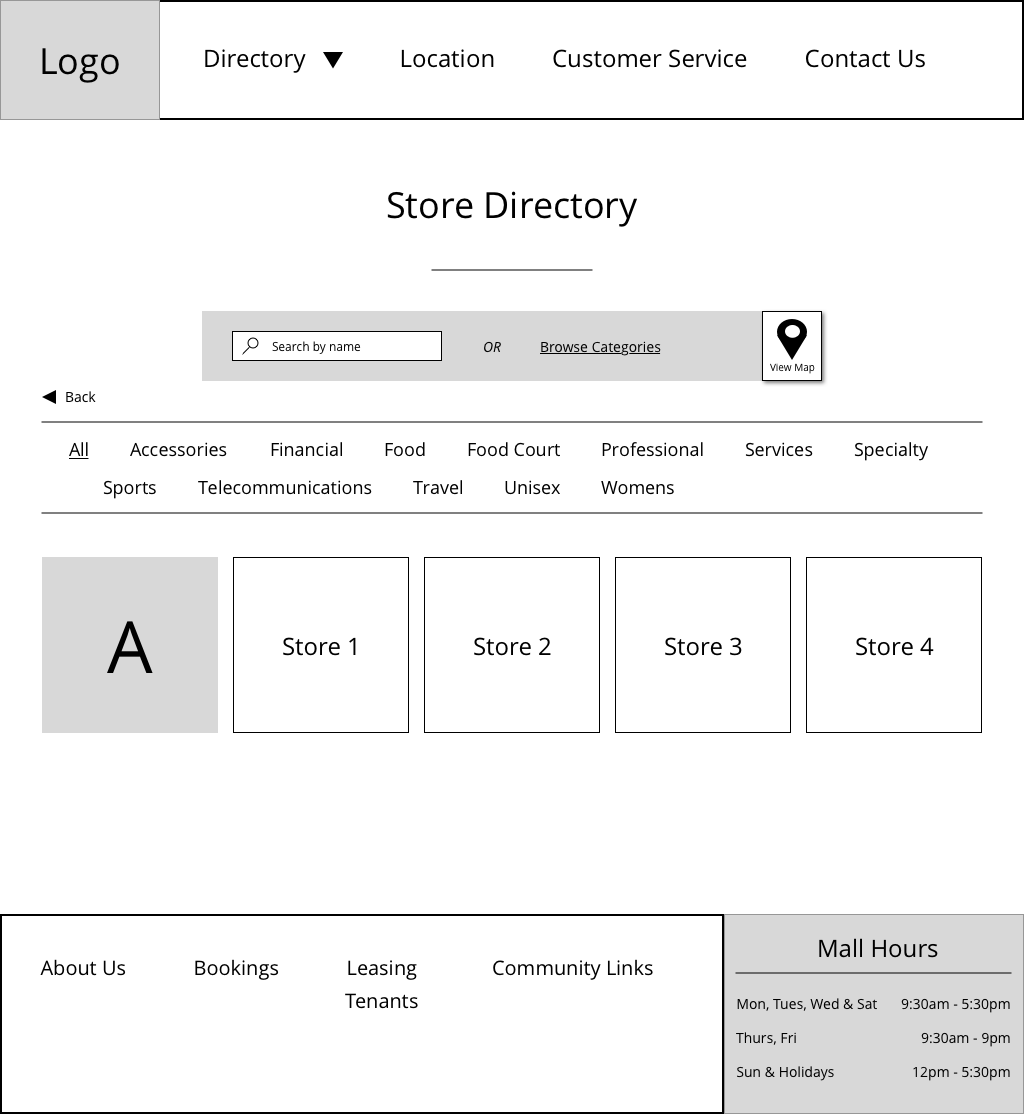 Logo
Directory Location Customer Service Contact Us
Store Directory
Search by name OR Browse Categories View Map
Back
All Accessories Financial Food Food Court Professional Services Specialty
Sports Telecommunications Travel Unisex Womens
A Store 1 Store 2 Store 3 Store 4
About Us Bookings Leasing Community Links
Tenants
Mall Hours
Mon, Tues, Wed & Sat 9:30am - 5:30pm
Thurs, Fri 9:30am - 9pm
Sun & Holidays 12pm - 5:30pm